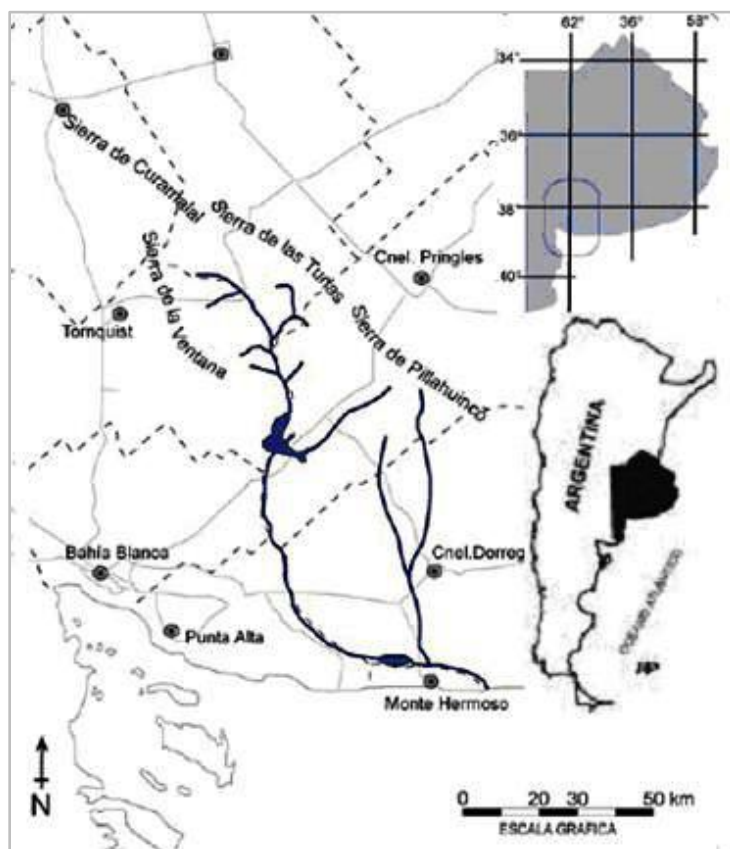 62° 36° 58°
34°
36°
38°
40°
Sierra de Curamalal
Sierra de las Tunas
Cnel. Pringles
Sierra de la Ventana
Tornquist
Sierra de Pillahuincó
ARGENTINA
Bahía Blanca
Cnel.Dorreg
Punta Alta
Monte Hermoso
OCEANO ATLANTICO
N
0 20 30 50 km
ESCALA GRAFICA